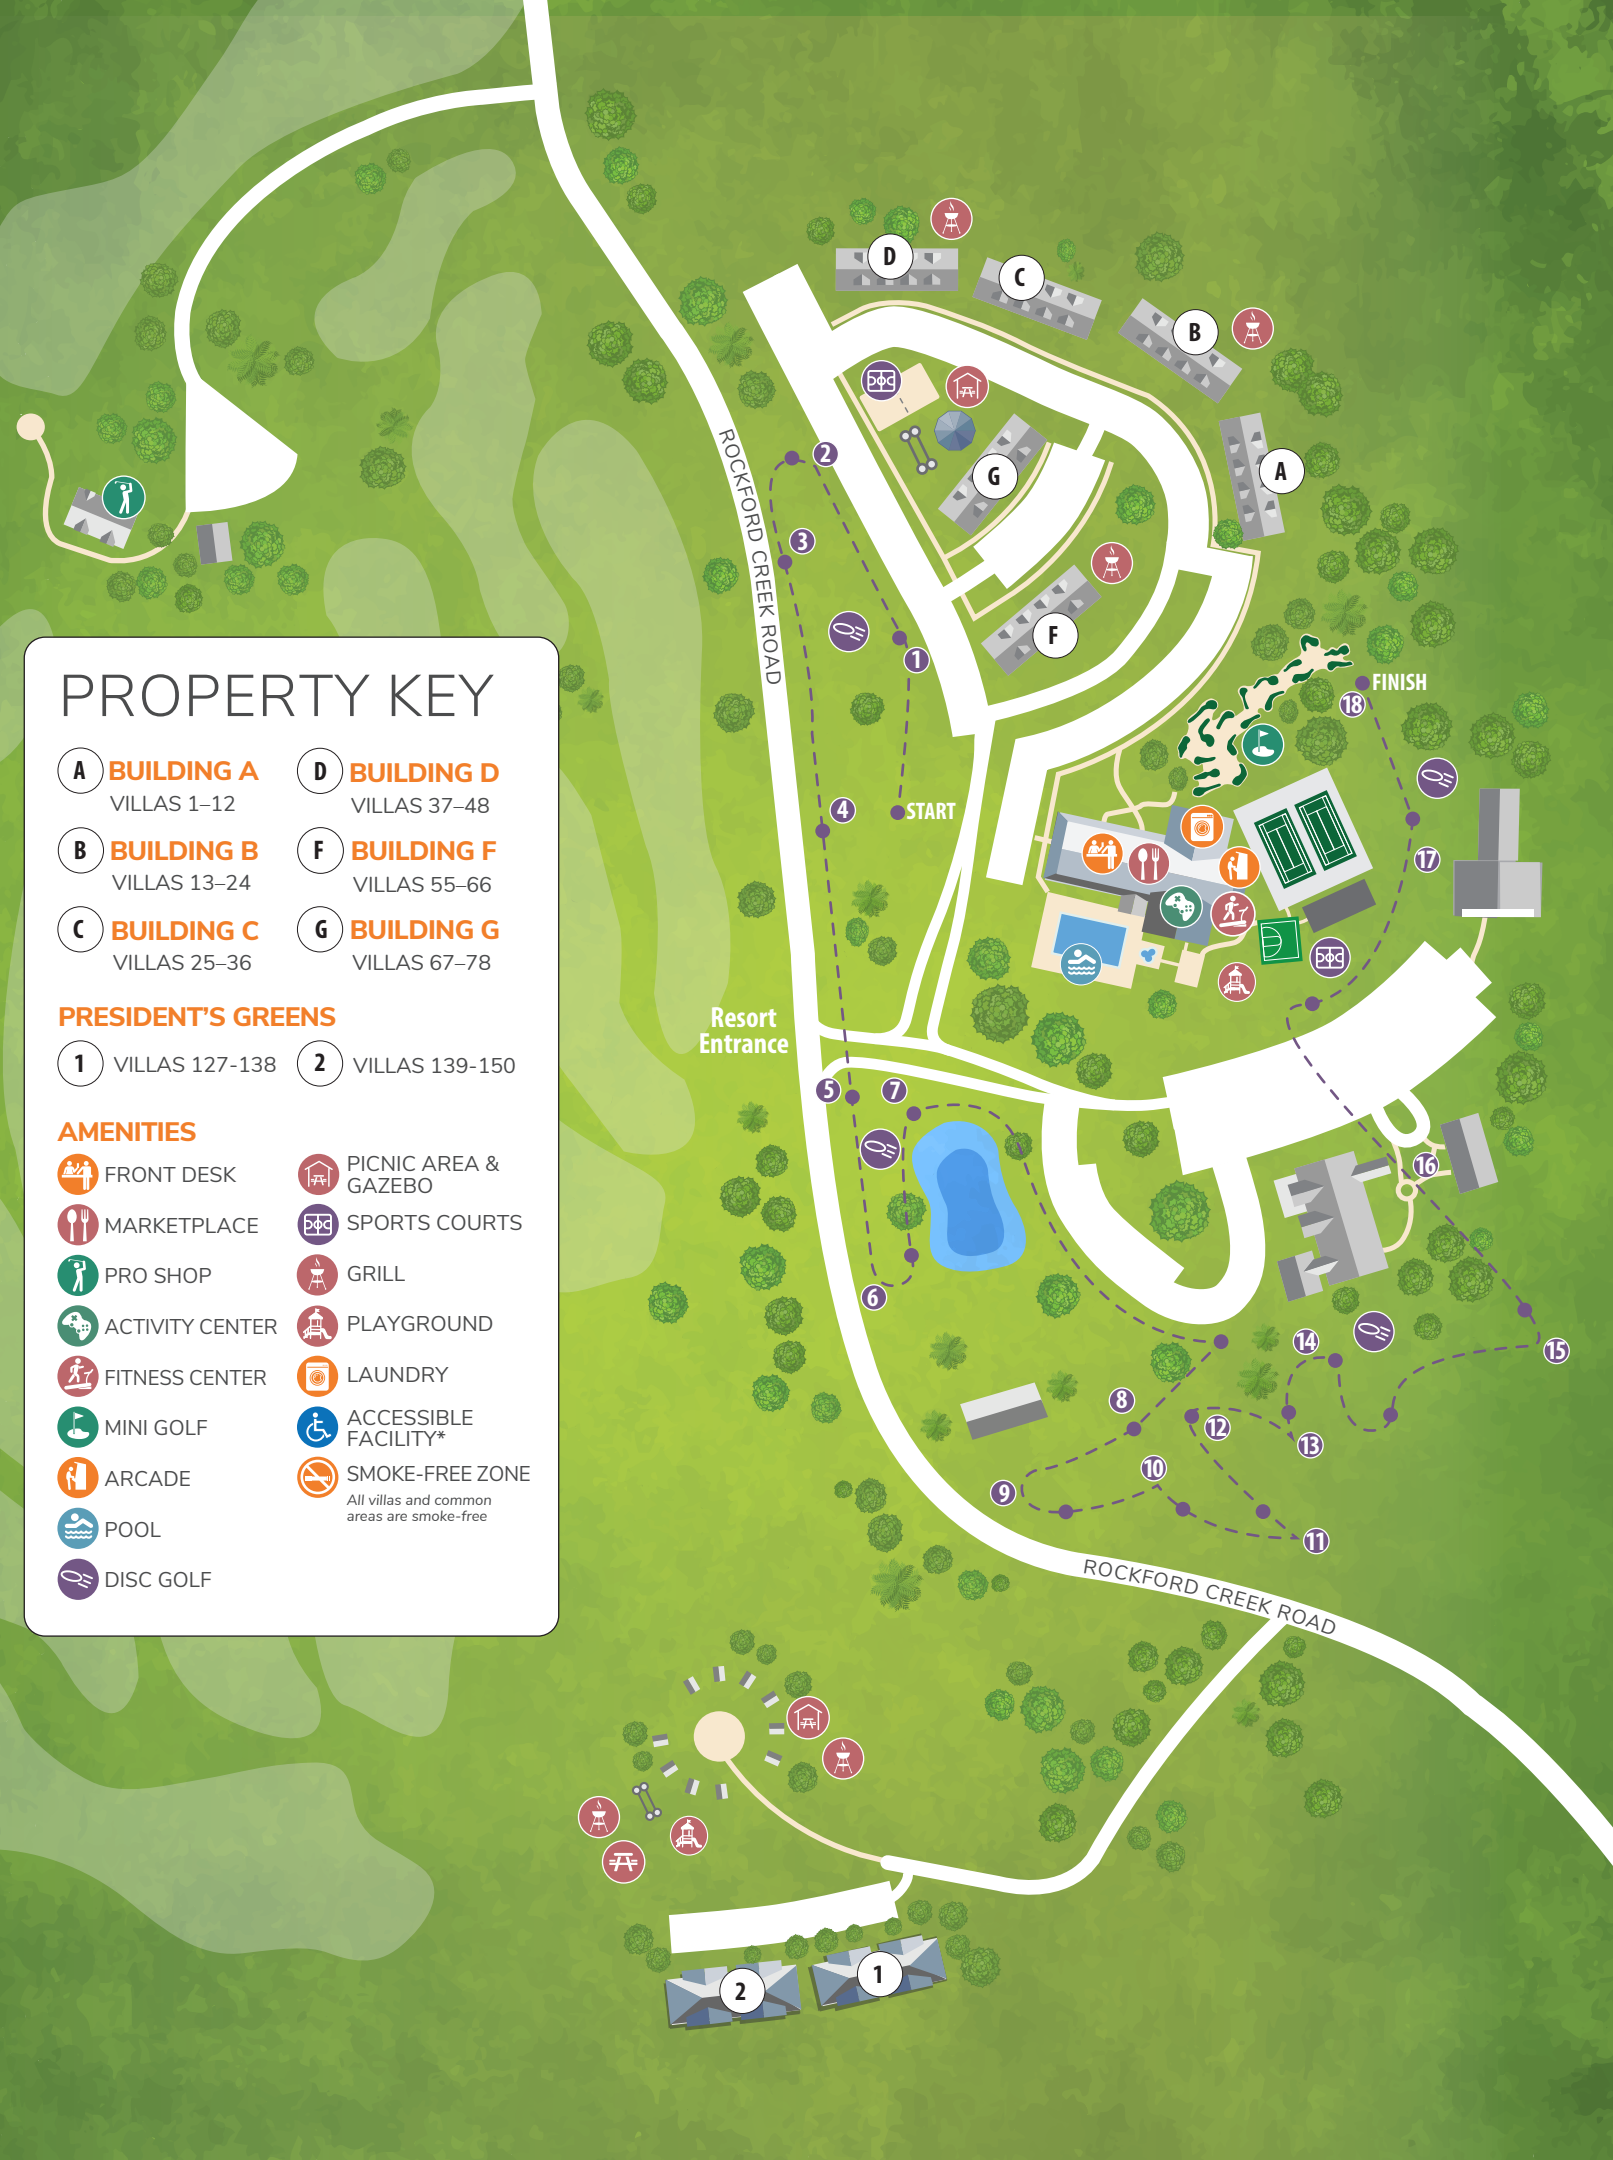 PROPERTY KEY
A BUILDING A
VILLAS 1–12
D BUILDING D
VILLAS 37–48
B BUILDING B
VILLAS 13–24
F BUILDING F
VILLAS 55–66
C BUILDING C
VILLAS 25–36
G BUILDING G
VILLAS 67–78
PRESIDENT'S GREENS
1 VILLAS 127-138
2 VILLAS 139-150
AMENITIES
FRONT DESK
MARKETPLACE
PRO SHOP
ACTIVITY CENTER
FITNESS CENTER
MINI GOLF
ARCADE
POOL
DISC GOLF
PICNIC AREA &
GAZEBO
SPORTS COURTS
GRILL
PLAYGROUND
LAUNDRY
ACCESSIBLE
FACILITY*
SMOKE-FREE ZONE
All villas and common
areas are smoke-free
D
C
B
A
G
F
ROCKFORD CREEK ROAD
2
3
1
4
START
FINISH
18
17
Resort
Entrance
5
7
6
16
15
14
8
12
13
10
9
11
ROCKFORD CREEK ROAD
2
1